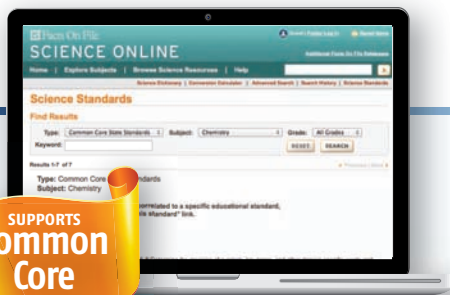 Facts On File
SCIENCE ONLINE
Home | Explore Subjects | Browse Science Resources | Help
Science Dictionary | Conversion Calculator | Advanced Search | Search History | Science Standards
Science Standards
Find Results
Type: Common Core State Standards Subject: Chemistry Grade: All Grades
Keyword:
RESET SEARCH
Results 1-7 of 7
Type: Common Core ndards
Subject: Chemistry
correlated to a specific educational standard,
is standard" link.
SUPPORTS
ommon
Core